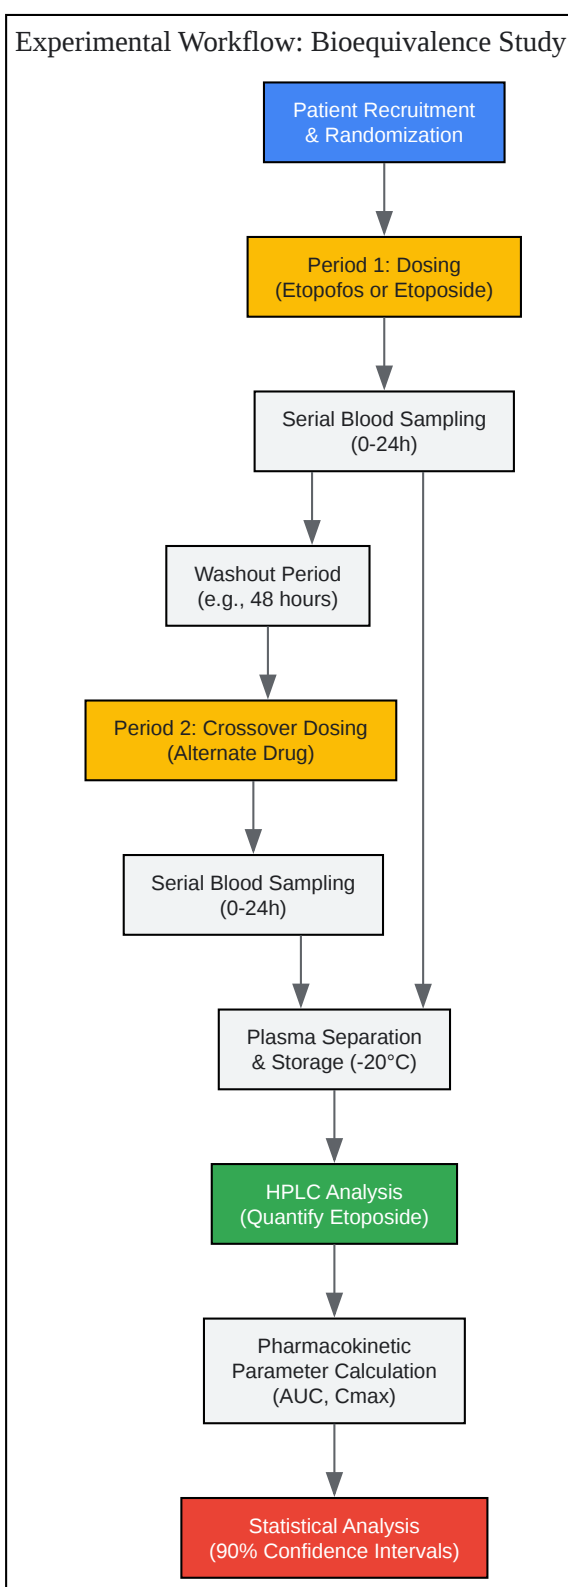 Experimental Workflow: Bioequivalence Study
Patient Recruitment
& Randomization
Period 1: Dosing
(Etopofos or Etoposide)
Serial Blood Sampling
(0-24h)
Washout Period
(e.g., 48 hours)
Period 2: Crossover Dosing
(Alternate Drug)
Serial Blood Sampling
(0-24h)
Plasma Separation
& Storage (-20°C)
HPLC Analysis
(Quantify Etoposide)
Pharmacokinetic
Parameter Calculation
(AUC, Cmax)
Statistical Analysis
(90% Confidence Intervals)